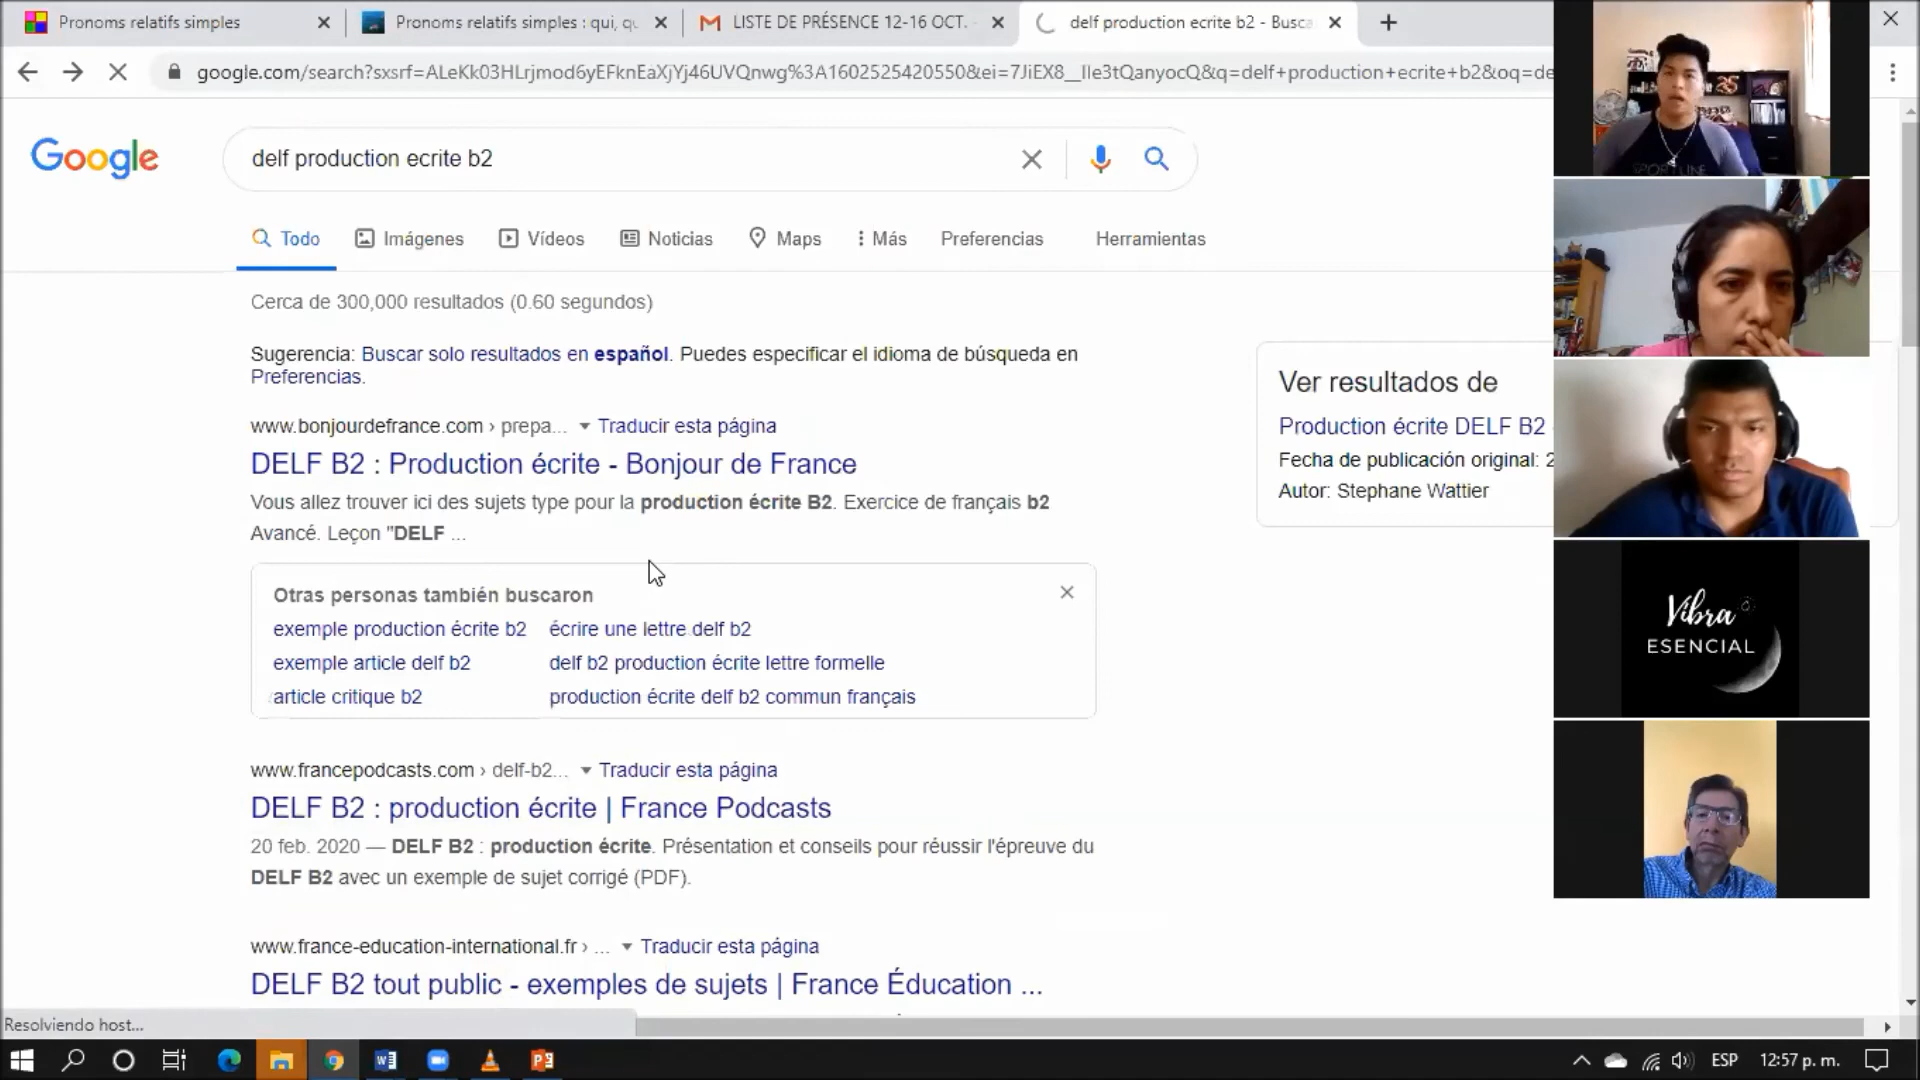 Pronoms relatifs simples
Pronoms relatifs simples : qui, qu
LISTE DE PRÉSENCE 12-16 OCT. -
delf production ecrite b2 - Busca
google.com/search?sxsrf=ALeKk03HLrjmod6yEFknEaXjYj46UVQnwg%3A1602525420550&ei=7JiEX8__Ile3tQanyocQ&q=delf+production+ecrite+b2&oq=de
Google
delf production ecrite b2
Todo
Imágenes
Vídeos
Noticias
Maps
Más
Preferencias
Herramientas
Cerca de 300,000 resultados (0.60 segundos)
Sugerencia: Buscar solo resultados en español. Puedes especificar el idioma de búsqueda en
Preferencias.
www.bonjourdefrance.com › prepa... Traducir esta página
DELF B2 : Production écrite - Bonjour de France
Vous allez trouver ici des sujets type pour la production écrite B2. Exercice de français b2
Avancé. Leçon "DELF ...
Otras personas también buscaron
exemple production écrite b2
écrire une lettre delf b2
exemple article delf b2
delf b2 production écrite lettre formelle
article critique b2
production écrite delf b2 commun français
www.francepodcasts.com › delf-b2... Traducir esta página
DELF B2 : production écrite | France Podcasts
20 feb. 2020 — DELF B2 : production écrite. Présentation et conseils pour réussir l'épreuve du
DELF B2 avec un exemple de sujet corrigé (PDF).
www.france-education-international.fr › ... Traducir esta página
DELF B2 tout public - exemples de sujets | France Éducation ...
Ver resultados de
Production écrite DELF B2
Fecha de publicación original: 2
Autor: Stephane Wattier
SPORTLINE
Vibra
ESENCIAL
Resolviendo host...
ESP
12:57 p. m.